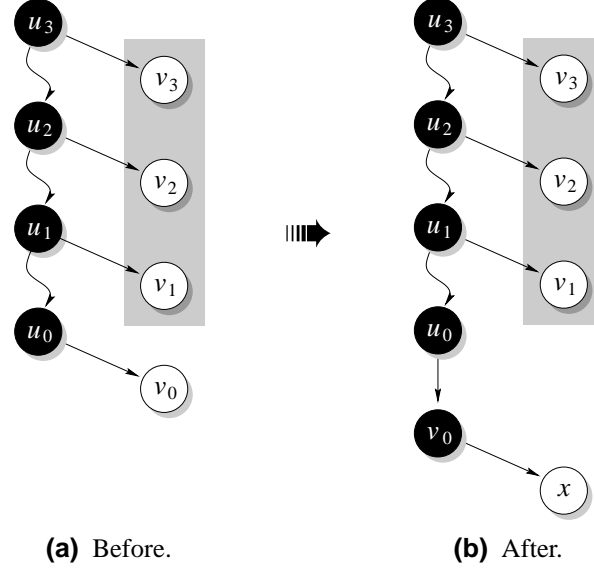 u3 u3
v3 v3
u2 u2
v2 v2
u1 u1
v1 v1
u0 u0
v0
v0
x
(a) Before. (b) After.